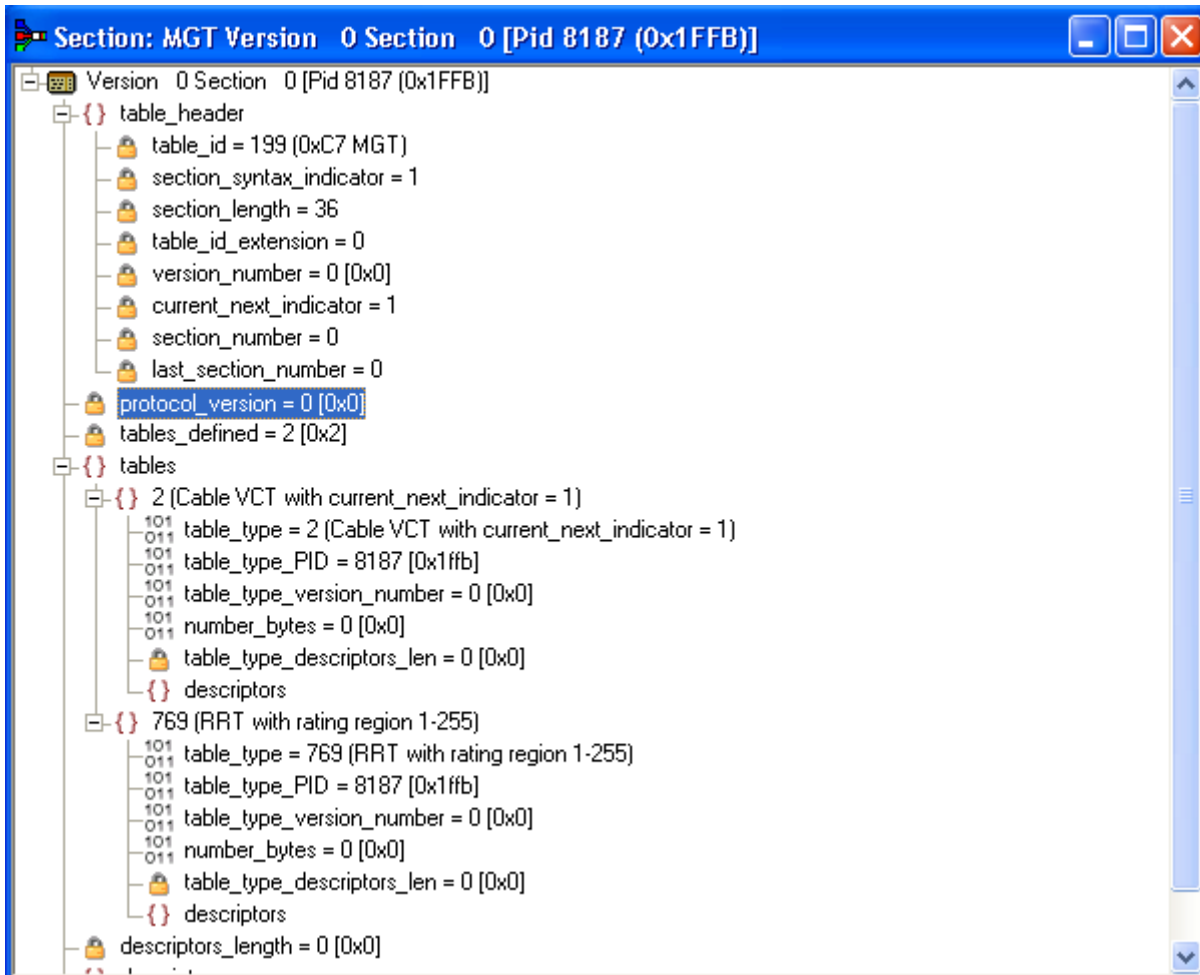 Section: MGT Version 0 Section 0 [Pid 8187 (0x1FFB)]
Version 0 Section 0 [Pid 8187 (0x1FFB)]
{} table_header
table_id = 199 (0xC7 MGT)
section_syntax_indicator = 1
section_length = 36
table_id_extension = 0
version_number = 0 [0x0]
current_next_indicator = 1
section_number = 0
last_section_number = 0
protocol_version = 0 [0x0]
tables_defined = 2 [0x2]
{} tables
{} 2 (Cable VCT with current_next_indicator = 1)
table_type = 2 (Cable VCT with current_next_indicator = 1)
table_type_PID = 8187 [0x1ffb]
table_type_version_number = 0 [0x0]
number_bytes = 0 [0x0]
table_type_descriptors_len = 0 [0x0]
{} descriptors
{} 769 (RRT with rating region 1-255)
table_type = 769 (RRT with rating region 1-255)
table_type_PID = 8187 [0x1ffb]
table_type_version_number = 0 [0x0]
number_bytes = 0 [0x0]
table_type_descriptors_len = 0 [0x0]
{} descriptors
descriptors_length = 0 [0x0]